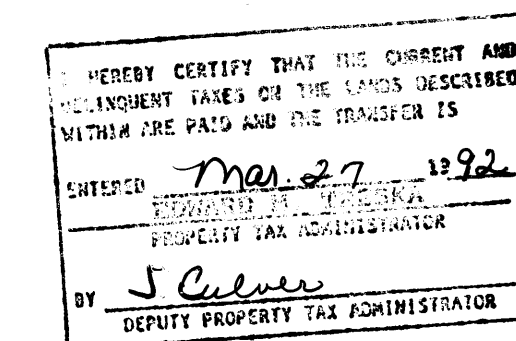 I HEREBY CERTIFY THAT THE CURRENT AND
DELINQUENT TAXES ON THE LANDS DESCRIBED
WITHIN ARE PAID AND THE TRANSFER IS
ENTERED Mar. 27 1992
EDWARD M. TRESKA
PROPERTY TAX ADMINISTRATOR
BY J Culver
DEPUTY PROPERTY TAX ADMINISTRATOR